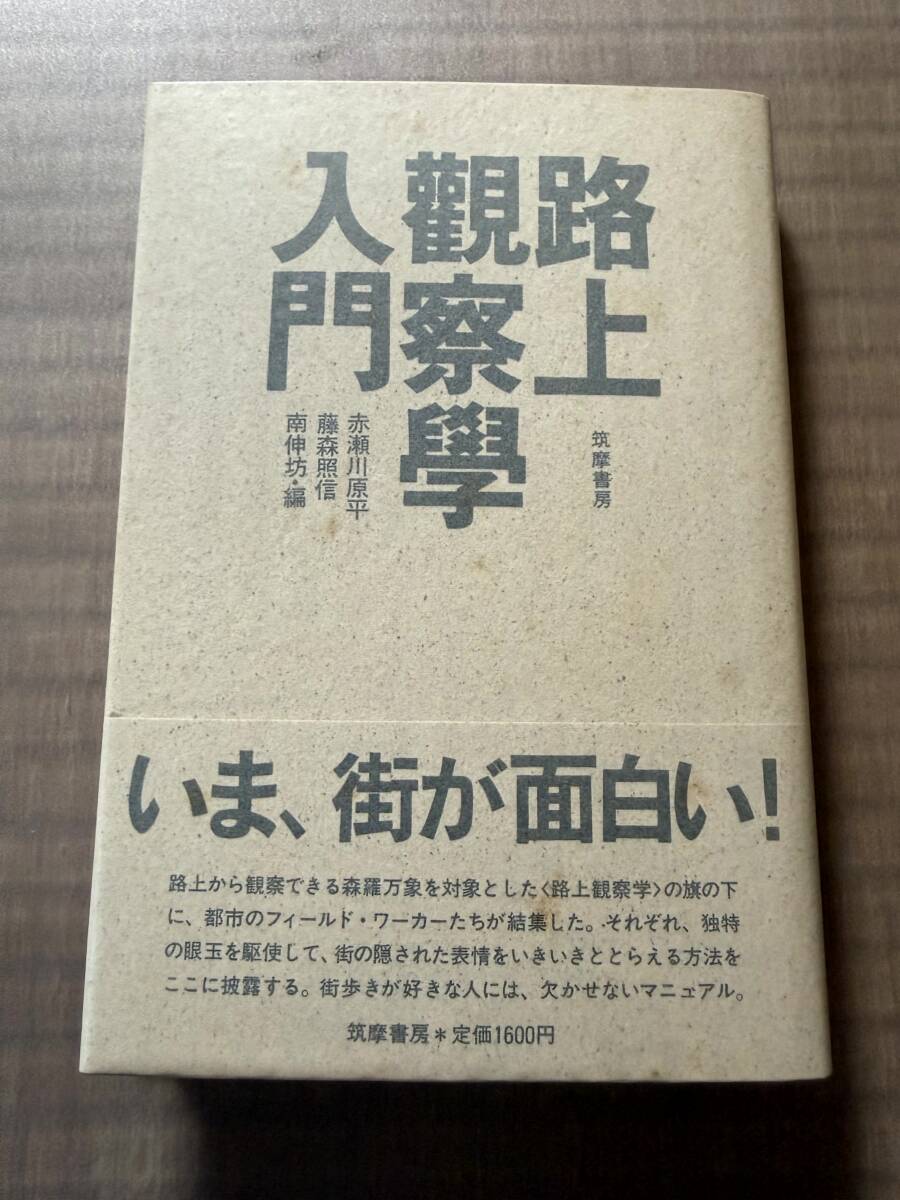 路上
觀察學
入門
筑摩書房
赤瀬川原平
藤森照信
南伸坊・編
いま、街が面白い!
路上から観察できる森羅万象を対象とした〈路上観察学〉の旗の下
に、都市のフィールド・ワーカーたちが結集した。それぞれ、独特
の眼玉を駆使して、街の隠された表情をいきいきととらえる方法を
ここに披露する。街歩きが好きな人には、欠かせないマニュアル。
筑摩書房＊定価1600円